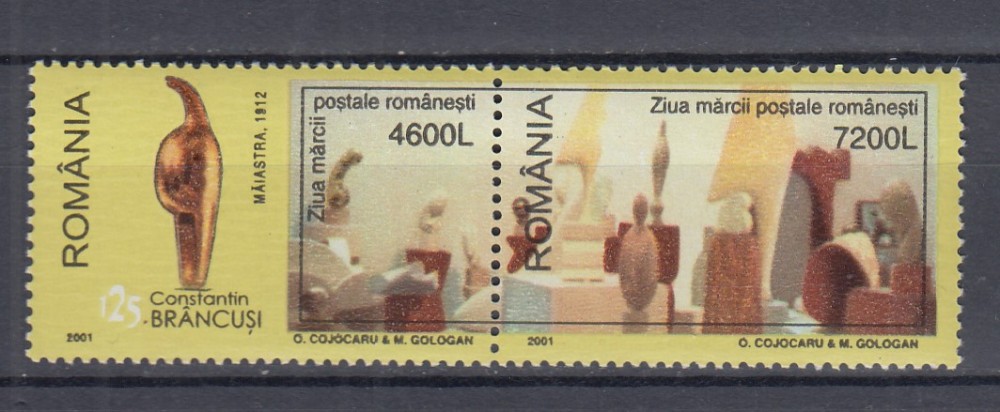 ROMÂNIA
MĂIASTRA, 1912
125
Constantin
BRÂNCUȘI
2001
Ziua mărcii
poștale românești
4600L
O. COJOCARU & M. GOLOGAN
ROMÂNIA
Ziua mărcii poștale românești
7200L
2001
O. COJOCARU & M. GOLOGAN